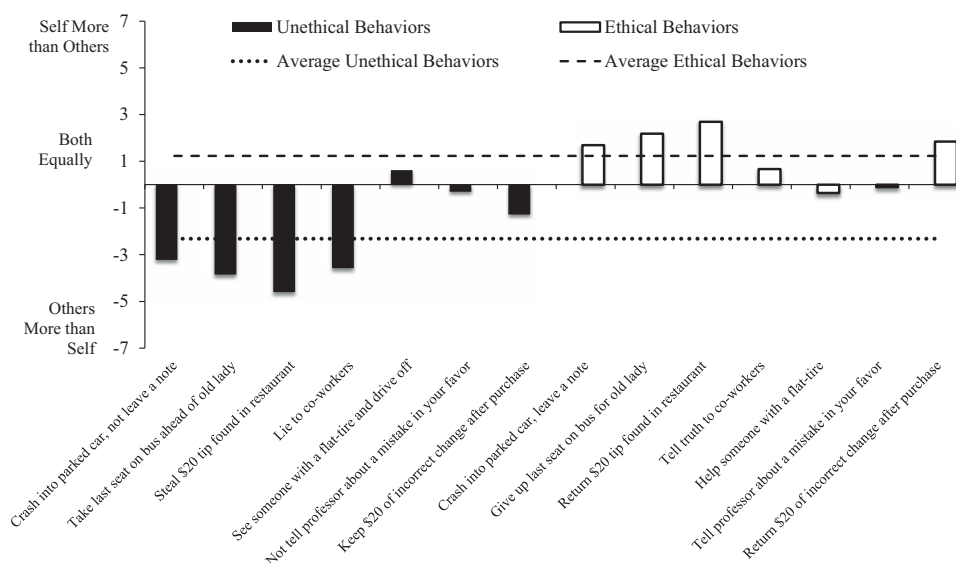 Self More
than Others
Both
Equally
Others
More than
Self
7
5
3
1
-1
-3
-5
-7
Unethical Behaviors
Ethical Behaviors
Average Unethical Behaviors
Average Ethical Behaviors
Crash into parked car, not leave a note
Take last seat on bus ahead of old lady
Steal $20 tip found in restaurant
Lie to co-workers
See someone with a flat-tire and drive off
Not tell professor about a mistake in your favor
Keep $20 of incorrect change after purchase
Crash into parked car, leave a note
Give up last seat on bus for old lady
Return $20 tip found in restaurant
Tell truth to co-workers
Help someone with a flat-tire
Tell professor about a mistake in your favor
Return $20 of incorrect change after purchase